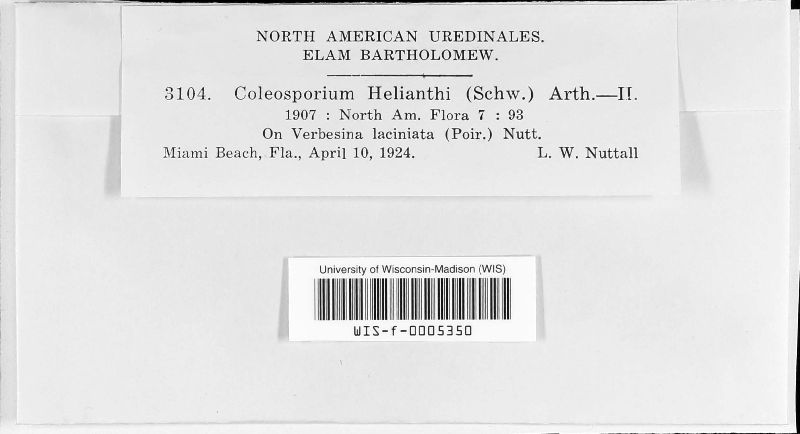 NORTH AMERICAN UREDINALES.
ELAM BARTHOLOMEW.
3104. Coleosporium Helianthi (Schw.) Arth.—II.
1907 : North Am. Flora 7 : 93
On Verbesina laciniata (Poir.) Nutt.
Miami Beach, Fla., April 10, 1924. L. W. Nuttall
University of Wisconsin-Madison (WIS)
WIS-f-0005350